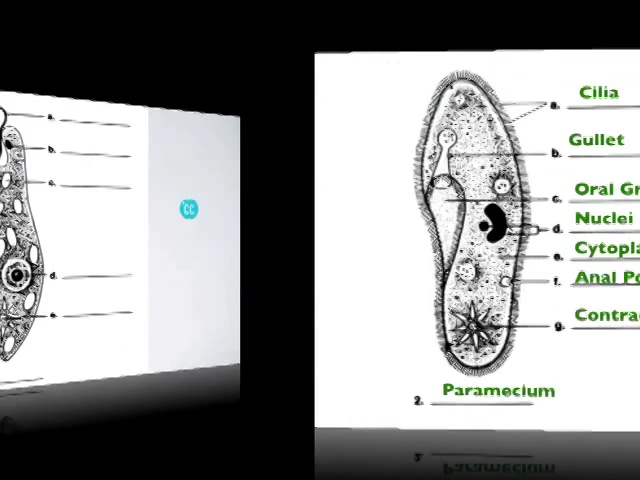 a.
b.
c.
d.
e.
CC
a. Cilia
b. Gullet
c. Oral Gr
d. Nuclei
e. Cytopla
f. Anal Po
g. Contrac
2. Paramecium